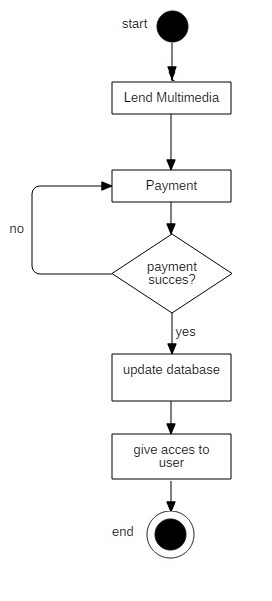 start
Lend Multimedia
Payment
no
payment
succes?
yes
update database
give acces to
user
end